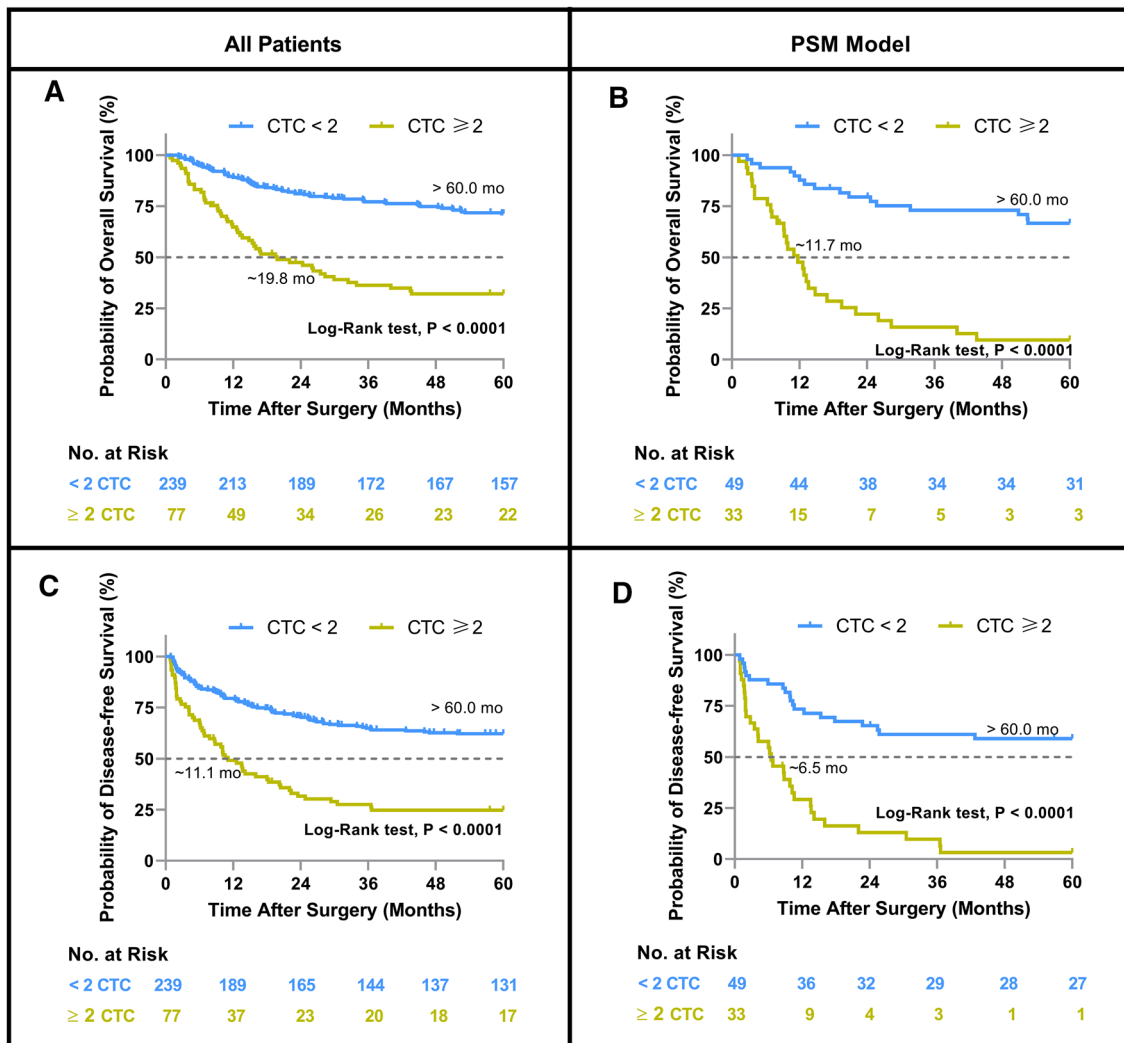 All Patients
PSM Model
A
Probability of Overall Survival (%)
CTC < 2 CTC ⩾ 2
100
75
50
25
0
> 60.0 mo
~19.8 mo
Log-Rank test, P < 0.0001
0 12 24 36 48 60
Time After Surgery (Months)
No. at Risk
< 2 CTC 239 213 189 172 167 157
≥ 2 CTC 77 49 34 26 23 22
B
Probability of Overall Survival (%)
CTC < 2 CTC ⩾ 2
100
75
50
25
0
> 60.0 mo
~11.7 mo
Log-Rank test, P < 0.0001
0 12 24 36 48 60
Time After Surgery (Months)
No. at Risk
< 2 CTC 49 44 38 34 34 31
≥ 2 CTC 33 15 7 5 3 3
C
Probability of Disease-free Survival (%)
CTC < 2 CTC ⩾ 2
100
75
50
25
0
> 60.0 mo
~11.1 mo
Log-Rank test, P < 0.0001
0 12 24 36 48 60
Time After Surgery (Months)
No. at Risk
< 2 CTC 239 189 165 144 137 131
≥ 2 CTC 77 37 23 20 18 17
D
Probability of Disease-free Survival (%)
CTC < 2 CTC ⩾ 2
100
75
50
25
0
> 60.0 mo
~6.5 mo
Log-Rank test, P < 0.0001
0 12 24 36 48 60
Time After Surgery (Months)
No. at Risk
< 2 CTC 49 36 32 29 28 27
≥ 2 CTC 33 9 4 3 1 1